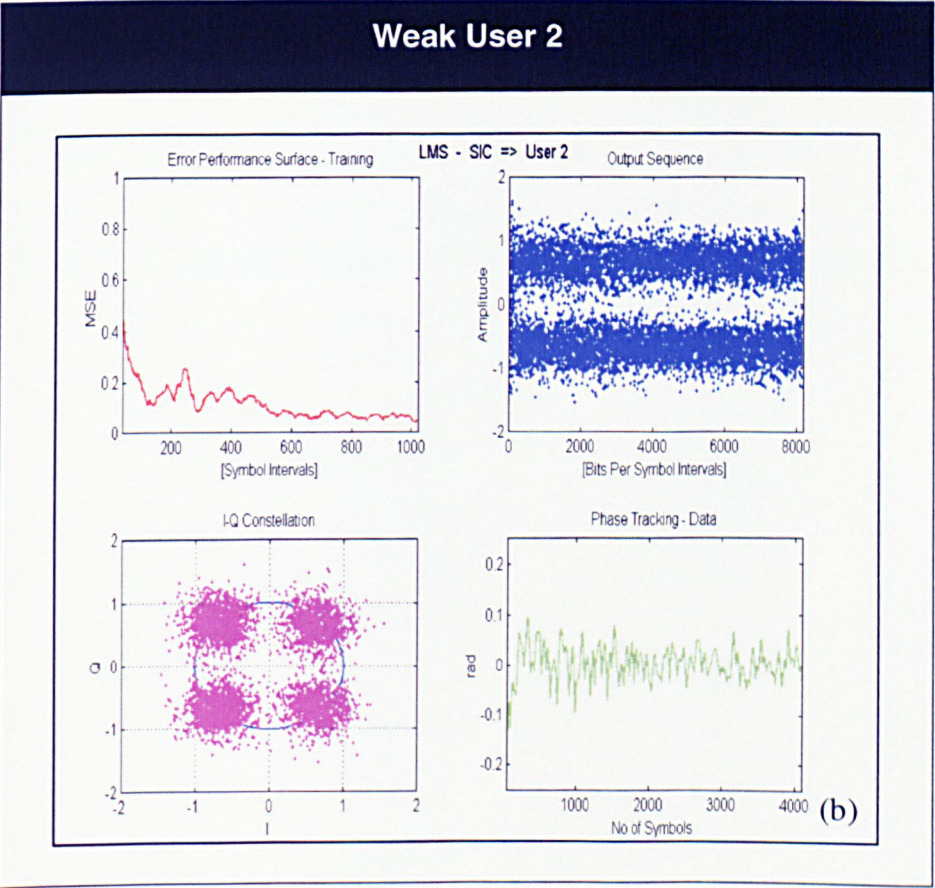 Weak User 2
LMS - SIC => User 2
Error Performance Surface - Training
1
0.8
0.6
0.4
0.2
0
MSE
200 400 600 800 1000
[Symbol Intervals]
Output Sequence
2
1
0
-1
-2
Amplitude
0 2000 4000 6000 8000
[Bits Per Symbol Intervals]
I-Q Constellation
2
1
0
-1
-2
Q
-2 -1 0 1 2
I
Phase Tracking - Data
0.2
0.1
0
-0.1
-0.2
rad
1000 2000 3000 4000
No of Symbols
(b)